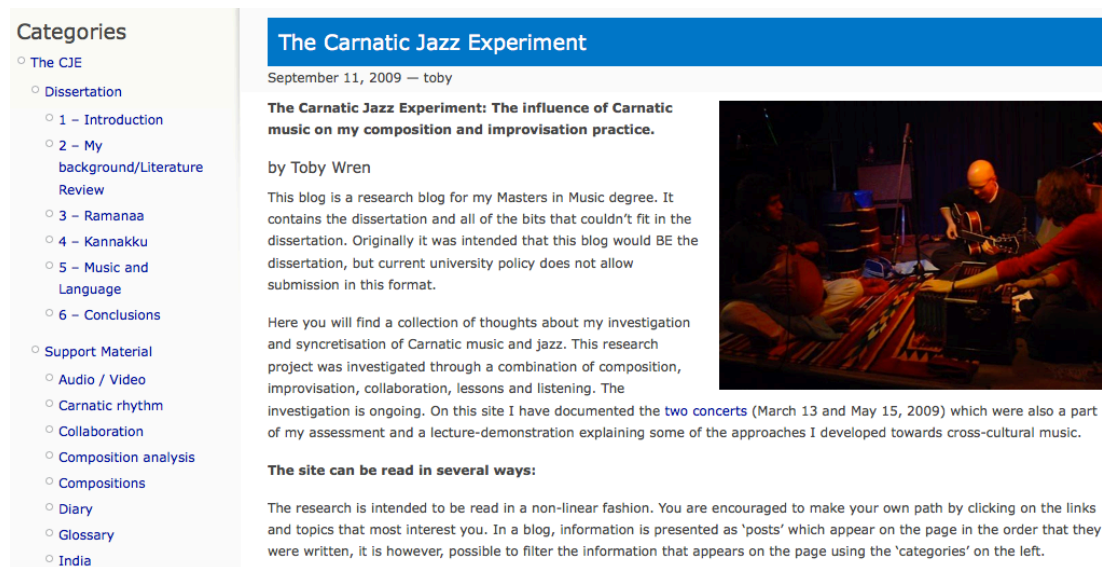 Categories
The CJE
Dissertation
1 – Introduction
2 – My
background/Literature
Review
3 – Ramanaa
4 – Kannakku
5 – Music and
Language
6 – Conclusions
Support Material
Audio / Video
Carnatic rhythm
Collaboration
Composition analysis
Compositions
Diary
Glossary
India
The Carnatic Jazz Experiment
September 11, 2009 — toby
The Carnatic Jazz Experiment: The influence of Carnatic
music on my composition and improvisation practice.
by Toby Wren
This blog is a research blog for my Masters in Music degree. It
contains the dissertation and all of the bits that couldn’t fit in the
dissertation. Originally it was intended that this blog would BE the
dissertation, but current university policy does not allow
submission in this format.
Here you will find a collection of thoughts about my investigation
and syncretisation of Carnatic music and jazz. This research
project was investigated through a combination of composition,
improvisation, collaboration, lessons and listening. The
investigation is ongoing. On this site I have documented the two concerts (March 13 and May 15, 2009) which were also a part
of my assessment and a lecture-demonstration explaining some of the approaches I developed towards cross-cultural music.
The site can be read in several ways:
The research is intended to be read in a non-linear fashion. You are encouraged to make your own path by clicking on the links
and topics that most interest you. In a blog, information is presented as ‘posts’ which appear on the page in the order that they
were written, it is however, possible to filter the information that appears on the page using the ‘categories’ on the left.